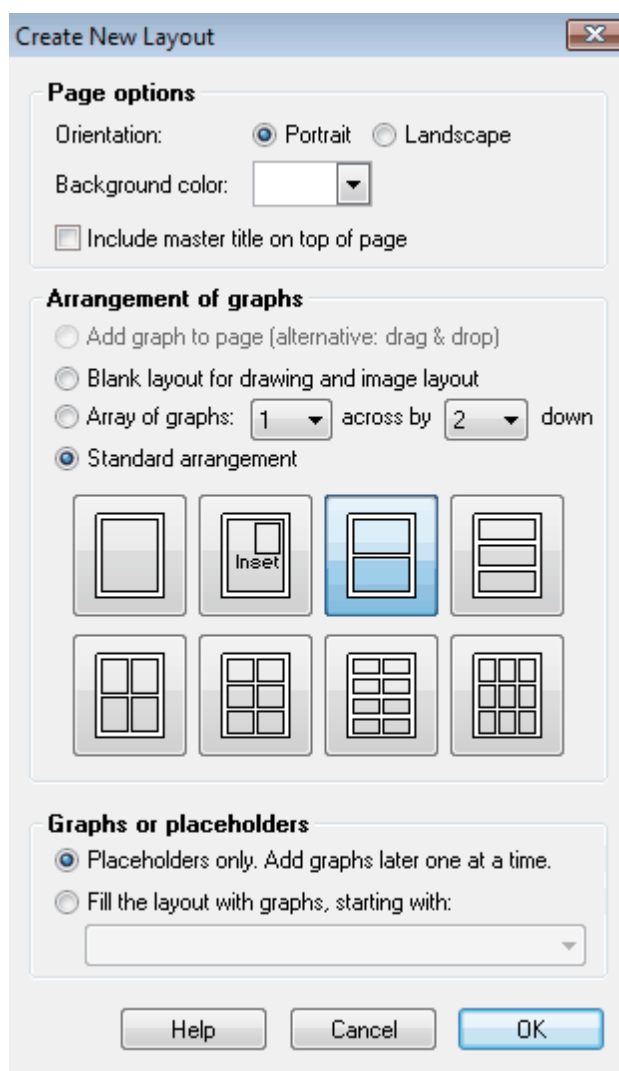 Create New Layout
Page options
Orientation: Portrait Landscape
Background color:
Include master title on top of page
Arrangement of graphs
Add graph to page (alternative: drag & drop)
Blank layout for drawing and image layout
Array of graphs: 1 across by 2 down
Standard arrangement
Inset
Graphs or placeholders
Placeholders only. Add graphs later one at a time.
Fill the layout with graphs, starting with:
Help Cancel OK